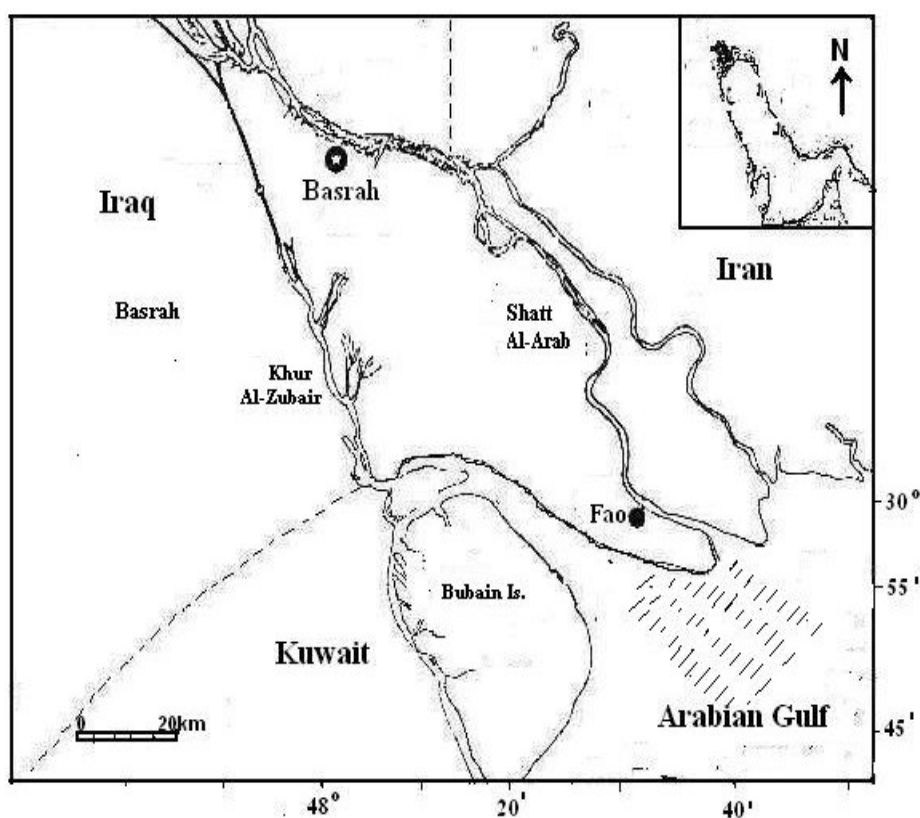 N
Basrah
Iraq
Iran
Basrah
Shatt
Al-Arab
Khur
Al-Zubair
30°
Fao
55'
Bubain Is.
Kuwait
Arabian Gulf
0 20km
45'
48° 20' 40'